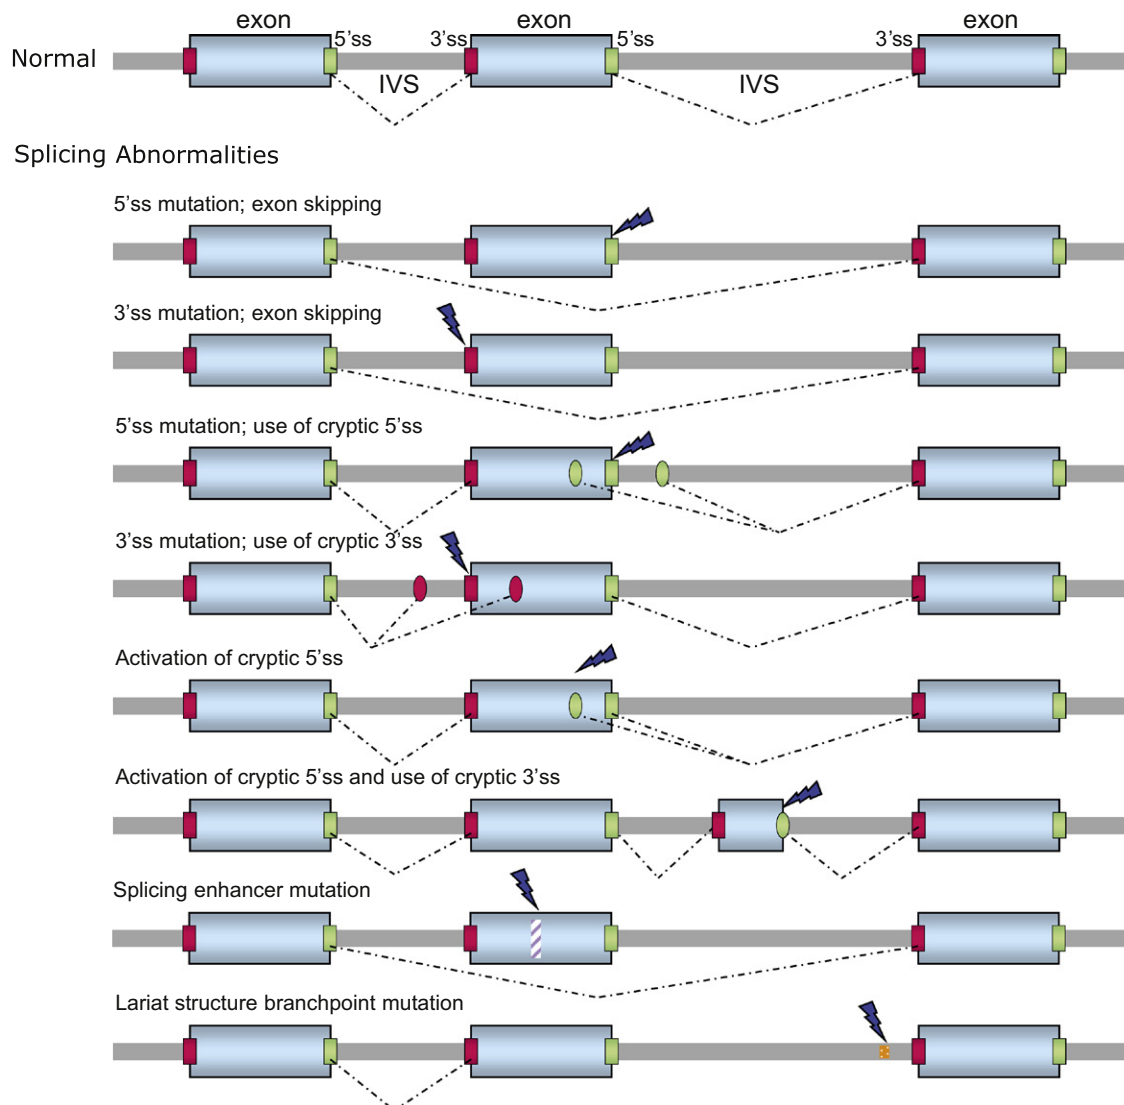 exon exon exon
5’ss 3’ss 5’ss 3’ss
Normal
IVS IVS
Splicing Abnormalities
5’ss mutation; exon skipping
3’ss mutation; exon skipping
5’ss mutation; use of cryptic 5’ss
3’ss mutation; use of cryptic 3’ss
Activation of cryptic 5’ss
Activation of cryptic 5’ss and use of cryptic 3’ss
Splicing enhancer mutation
Lariat structure branchpoint mutation